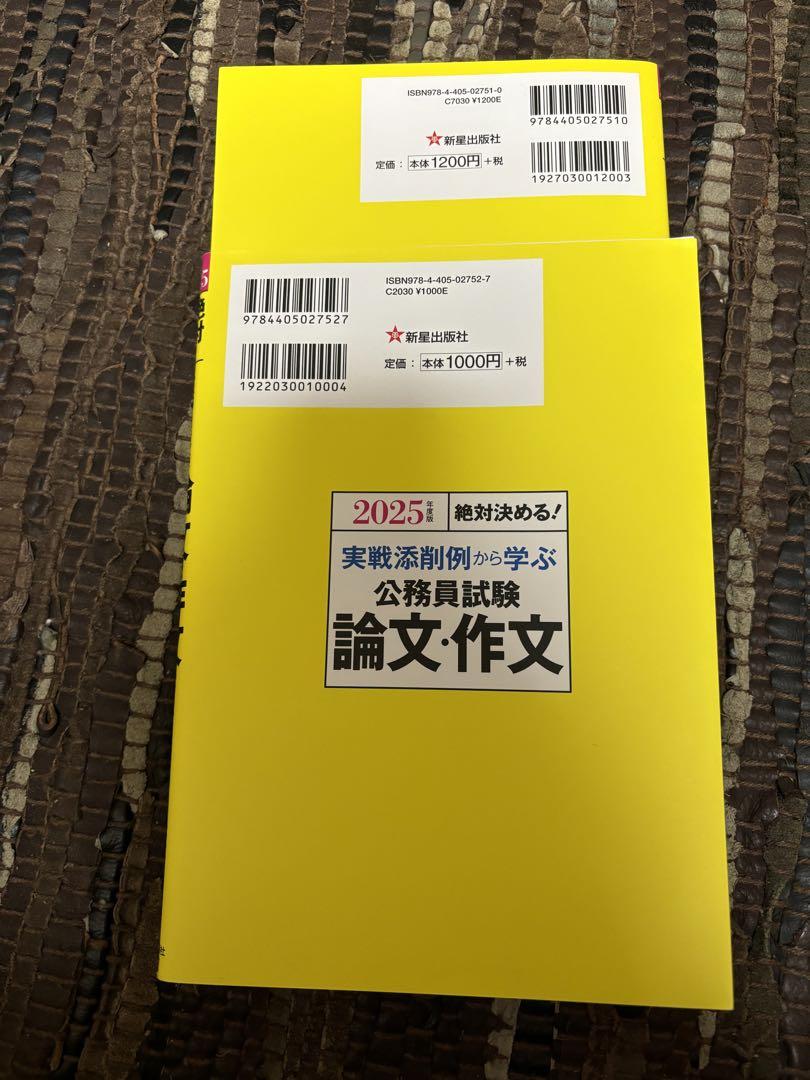 ISBN978-4-405-02751-0
C7030 ¥1200E
9784405027510
新星出版社
定価：本体1200円+税
1927030012003
ISBN978-4-405-02752-7
C2030 ¥1000E
9784405027527
新星出版社
定価：本体1000円+税
1922030010004
2025年度版 絶対決める!
実戦添削例から学ぶ
公務員試験
論文・作文